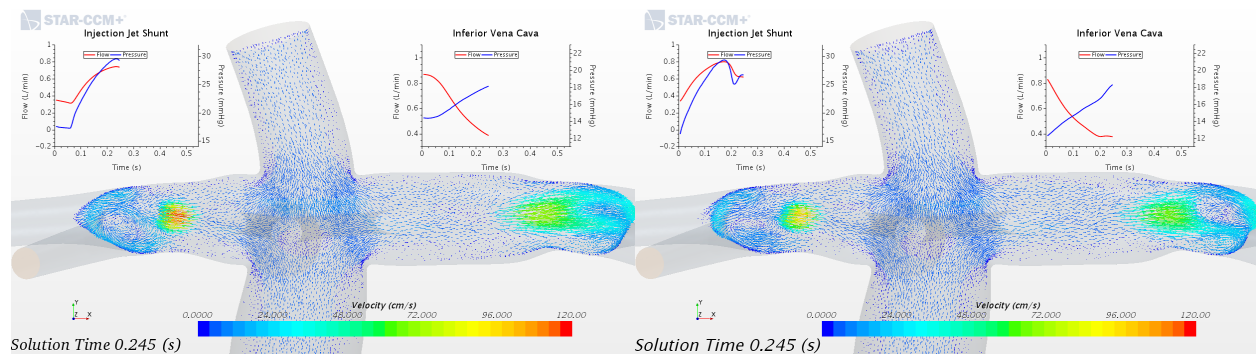 STAR-CCM+
Injection Jet Shunt
Flow Pressure
Flow (L/min)
1
0.8
0.6
0.4
0.2
0
−0.2
Pressure (mmHg)
30
25
20
15
0 0.1 0.2 0.3 0.4 0.5
Time (s)
Inferior Vena Cava
Flow Pressure
Flow (L/min)
1
0.8
0.6
0.4
Pressure (mmHg)
22
20
18
16
14
12
0 0.1 0.2 0.3 0.4 0.5
Time (s)
Y
Z X
Velocity (cm/s)
0.0000 24.000 48.000 72.000 96.000 120.00
Solution Time 0.245 (s)
STAR-CCM+
Injection Jet Shunt
Flow Pressure
Flow (L/min)
1
0.8
0.6
0.4
0.2
0
−0.2
Pressure (mmHg)
30
25
20
15
0 0.1 0.2 0.3 0.4 0.5
Time (s)
Inferior Vena Cava
Flow Pressure
Flow (L/min)
1
0.8
0.6
0.4
Pressure (mmHg)
22
20
18
16
14
12
0 0.1 0.2 0.3 0.4 0.5
Time (s)
Y
Z X
Velocity (cm/s)
0.0000 24.000 48.000 72.000 96.000 120.00
Solution Time 0.245 (s)